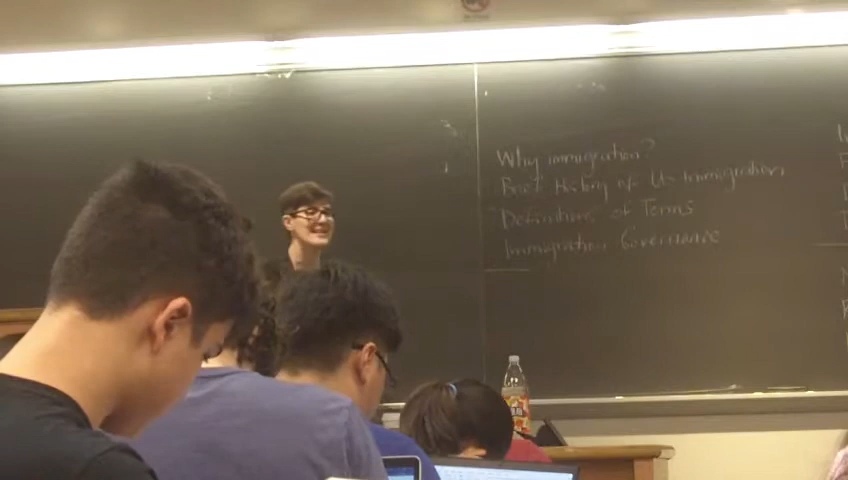 Why immigration?
Brief History of US Immigration
Definitions of Terms
Immigration Governance